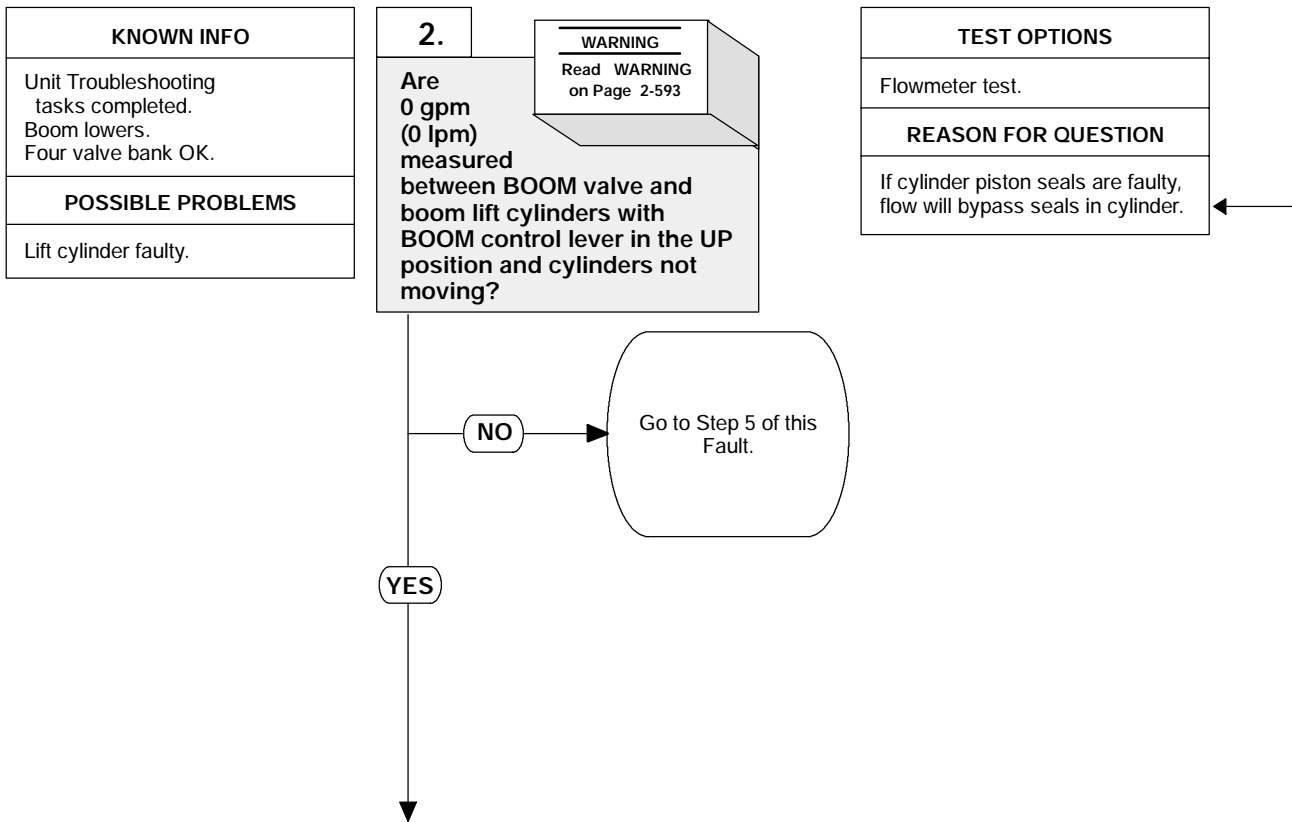 KNOWN INFO
Unit Troubleshooting
tasks completed.
Boom lowers.
Four valve bank OK.
POSSIBLE PROBLEMS
Lift cylinder faulty.
2.
WARNING
Read WARNING
on Page 2-593
Are
0 gpm
(0 lpm)
measured
between BOOM valve and
boom lift cylinders with
BOOM control lever in the UP
position and cylinders not
moving?
TEST OPTIONS
Flowmeter test.
REASON FOR QUESTION
If cylinder piston seals are faulty,
flow will bypass seals in cylinder.
NO
Go to Step 5 of this
Fault.
YES